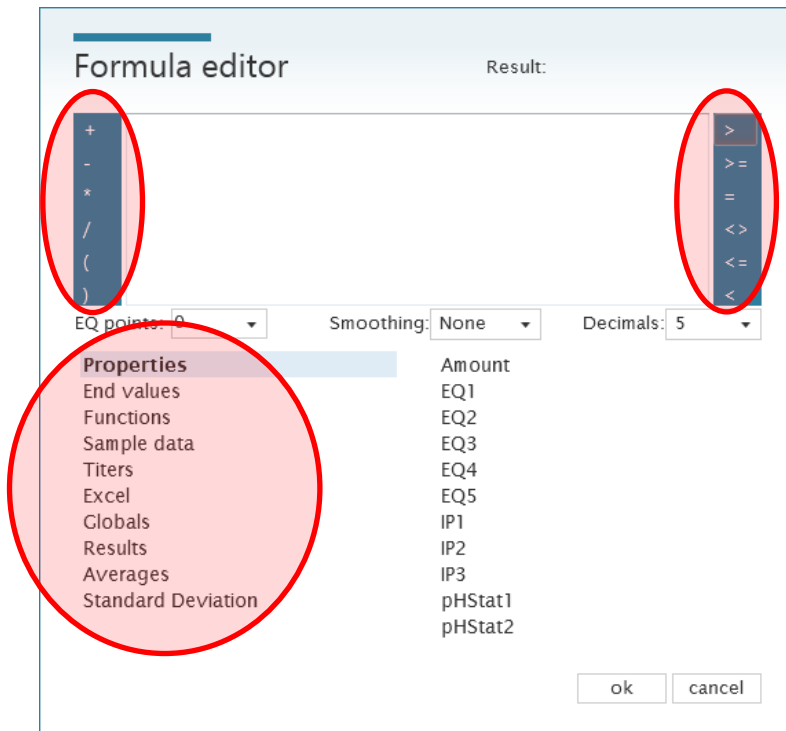 Formula editor
Result:
+
-
*
/
(
)
>
>=
=
<>
<=
<
EQ points: 0 Smoothing: None Decimals: 5
Properties
End values
Functions
Sample data
Titers
Excel
Globals
Results
Averages
Standard Deviation
Amount
EQ1
EQ2
EQ3
EQ4
EQ5
IP1
IP2
IP3
pHStat1
pHStat2
ok cancel